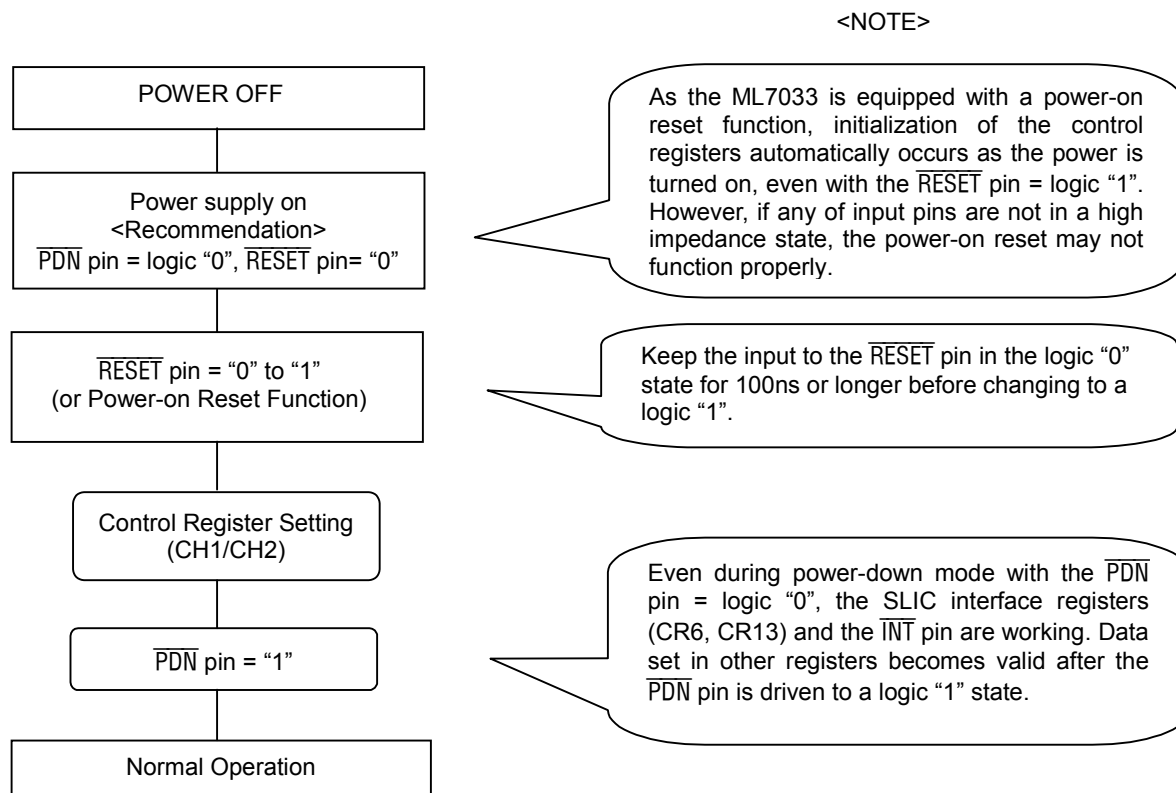 <NOTE>
POWER OFF
As the ML7033 is equipped with a power-on
reset function, initialization of the control
registers automatically occurs as the power is
turned on, even with the RESET pin = logic “1”.
However, if any of input pins are not in a high
impedance state, the power-on reset may not
function properly.
Power supply on
<Recommendation>
PDN pin = logic “0”, RESET pin= “0”
RESET pin = “0” to “1”
(or Power-on Reset Function)
Keep the input to the RESET pin in the logic “0”
state for 100ns or longer before changing to a
logic “1”.
Control Register Setting
(CH1/CH2)
Even during power-down mode with the PDN
pin = logic “0”, the SLIC interface registers
(CR6, CR13) and the INT pin are working. Data
set in other registers becomes valid after the
PDN pin is driven to a logic “1” state.
PDN pin = “1”
Normal Operation